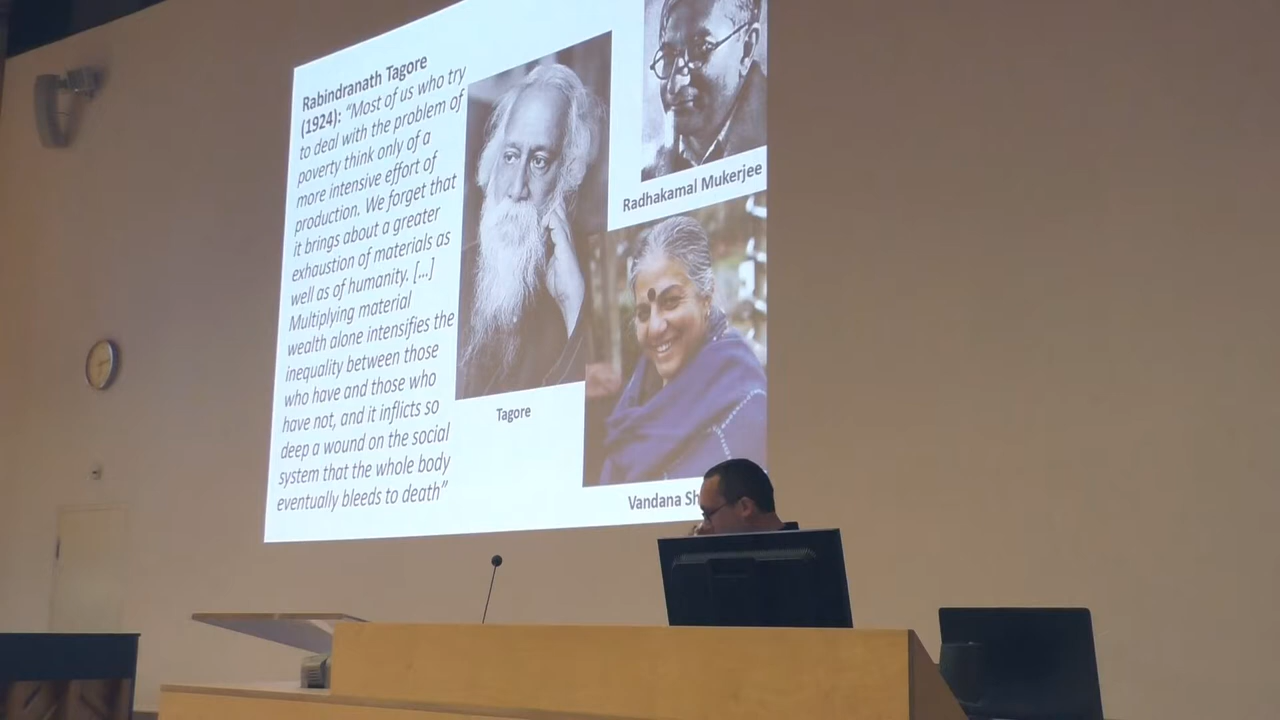 Rabindranath Tagore
(1924): “Most of us who try
to deal with the problem of
poverty think only of a
more intensive effort of
production. We forget that
it brings about a greater
exhaustion of materials as
well as of humanity. [...]
Multiplying material
wealth alone intensifies the
inequality between those
who have and those who
have not, and it inflicts so
deep a wound on the social
system that the whole body
eventually bleeds to death”
Tagore
Radhakamal Mukerjee
Vandana Sh